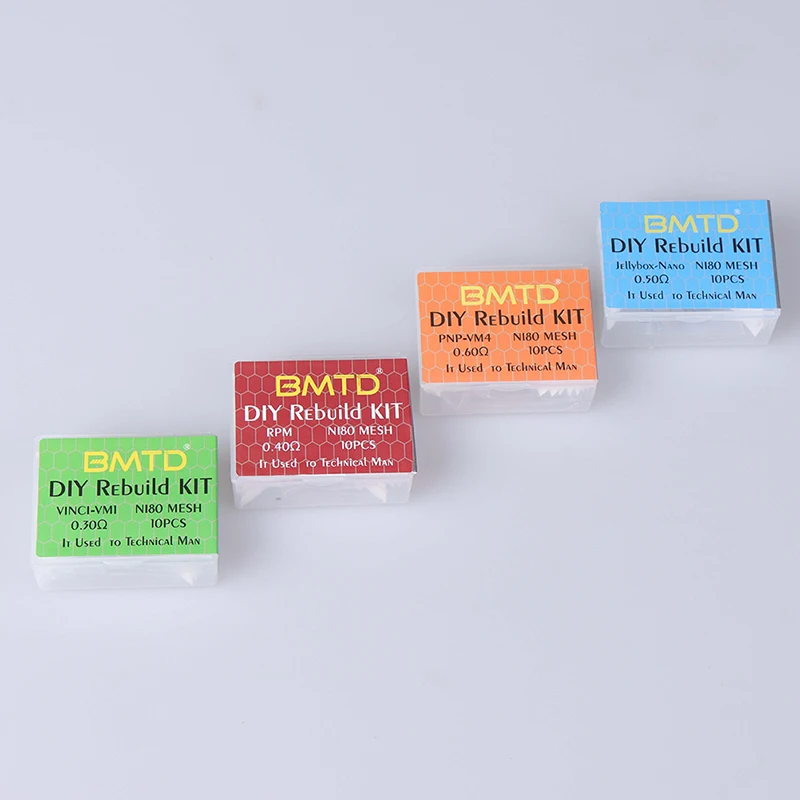 BMTD®
DIY Rebuild KIT
Jellybox-Nano NI80 MESH
0.50Ω 10PCS
It Used to Technical Man
BMTD®
DIY Rebuild KIT
PNP-VM4 NI80 MESH
0.60Ω 10PCS
It Used to Technical Man
BMTD®
DIY Rebuild KIT
RPM NI80 MESH
0.40Ω 10PCS
It Used to Technical Man
BMTD®
DIY Rebuild KIT
VINCI-VM1 NI80 MESH
0.30Ω 10PCS
It Used to Technical Man